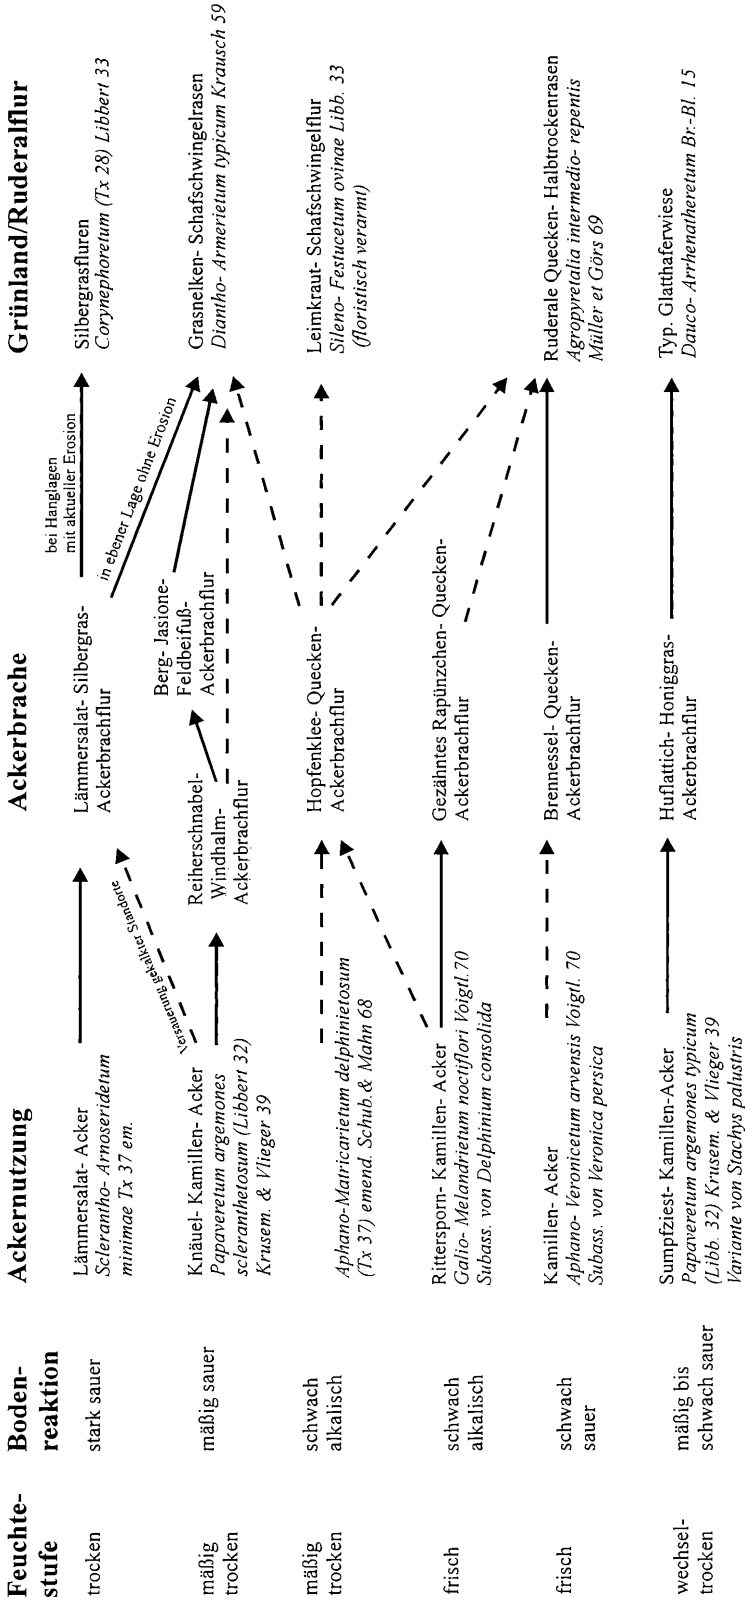 Feuchte-
stufe
Boden-
reaktion
Ackernutzung
Ackerbrache
Grünland/Ruderalflur
trocken
stark sauer
Lämmersalat- Acker
Sclerantho- Arnoseridetum
minimae Tx 37 em.
Lämmersalat- Silbergras-
Ackerbrachflur
bei Hanglagen
mit aktueller Erosion
in ebener Lage ohne Erosion
Silbergrasfluren
Corynephoretum (Tx 28) Libbert 33
Versauerung gekalkter Standorte
mäßig
trocken
mäßig sauer
Knäuel- Kamillen- Acker
Papaveretum argemones
scleranthetosum (Libbert 32)
Krusem. & Vlieger 39
Reiherschnabel-
Windhalm-
Ackerbrachflur
Berg- Jasione-
Feldbeifuß-
Ackerbrachflur
Grasnelken- Schafschwingelrasen
Diantho- Armerietum typicum Krausch 59
mäßig
trocken
schwach
alkalisch
Aphano-Matricarietum delphinietosum
(Tx 37) emend. Schub.& Mahn 68
Hopfenklee- Quecken-
Ackerbrachflur
Leimkraut- Schafschwingelflur
Sileno- Festucetum ovinae Libb. 33
(floristisch verarmt)
frisch
schwach
alkalisch
Rittersporn- Kamillen- Acker
Galio- Melandrietum noctiflori Voigtl.70
Subass. von Delphinium consolida
Gezähntes Rapünzchen- Quecken-
Ackerbrachflur
frisch
schwach
sauer
Kamillen- Acker
Aphano- Veronicetum arvensis Voigtl. 70
Subass. von Veronica persica
Brennessel- Quecken-
Ackerbrachflur
Ruderale Quecken- Halbtrockenrasen
Agropyretalia intermedio- repentis
Müller et Görs 69
wechsel-
trocken
mäßig bis
schwach sauer
Sumpfziest- Kamillen-Acker
Papaveretum argemones typicum
(Libb. 32) Krusem. & Vlieger 39
Variante von Stachys palustris
Huflattich- Honiggras-
Ackerbrachflur
Typ. Glatthaferwiese
Dauco- Arrhenatheretum Br.-Bl. 15